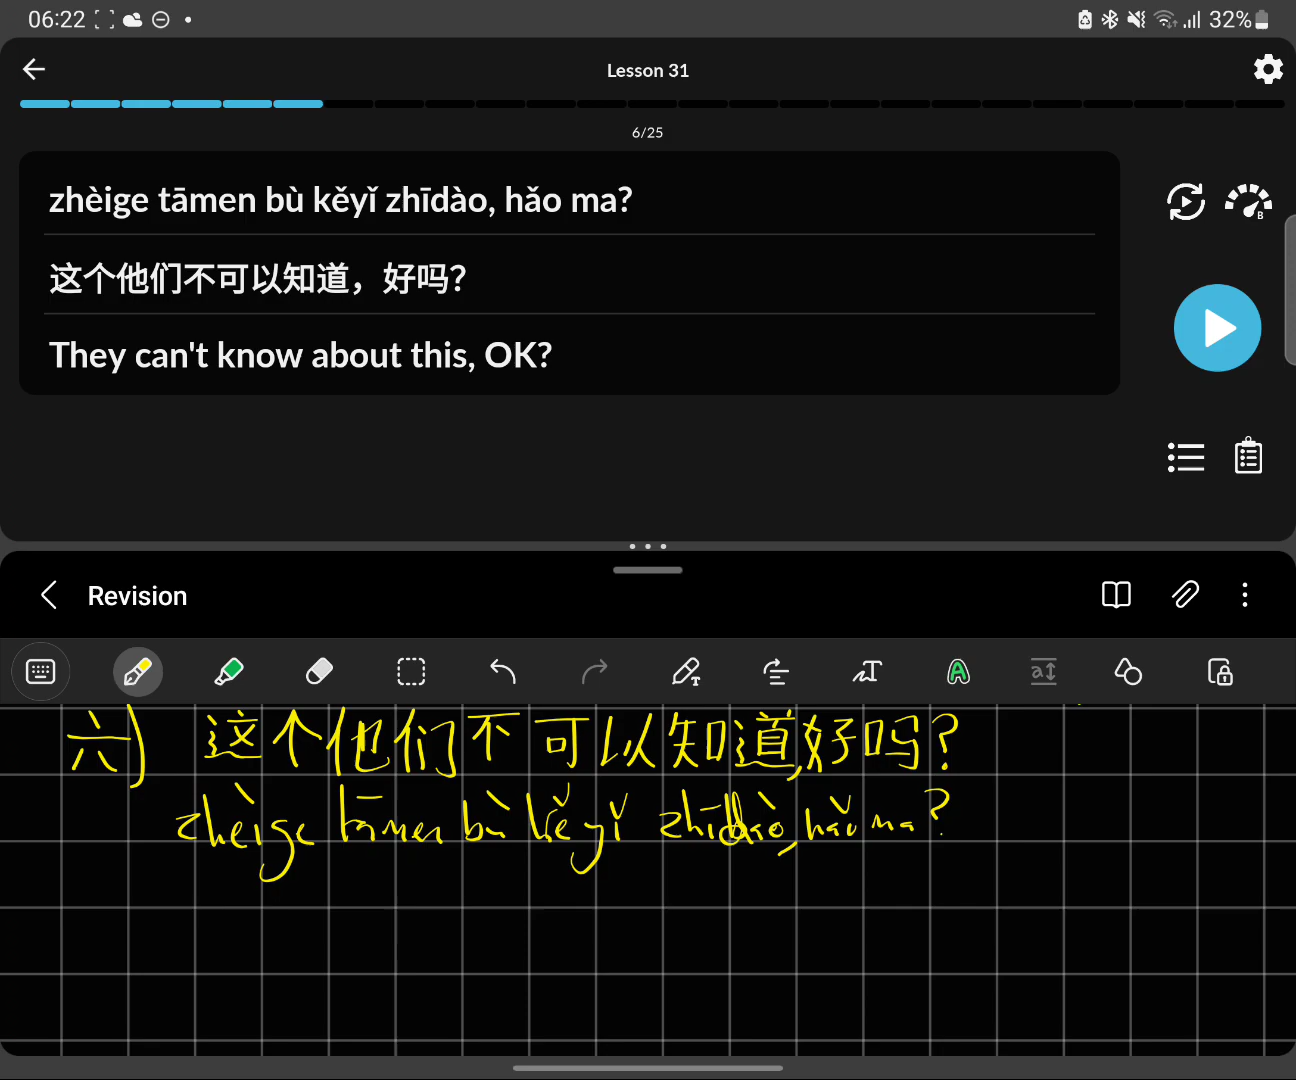 06:22
32%
Lesson 31
6/25
zhèige tāmen bù kěyǐ zhīdào, hǎo ma?
这个他们不可以知道，好吗？
They can't know about this, OK?
Revision
六) 这个他们不可以知道,好吗?
zhèige tāmen bù kěyǐ zhīdào, hǎo ma?